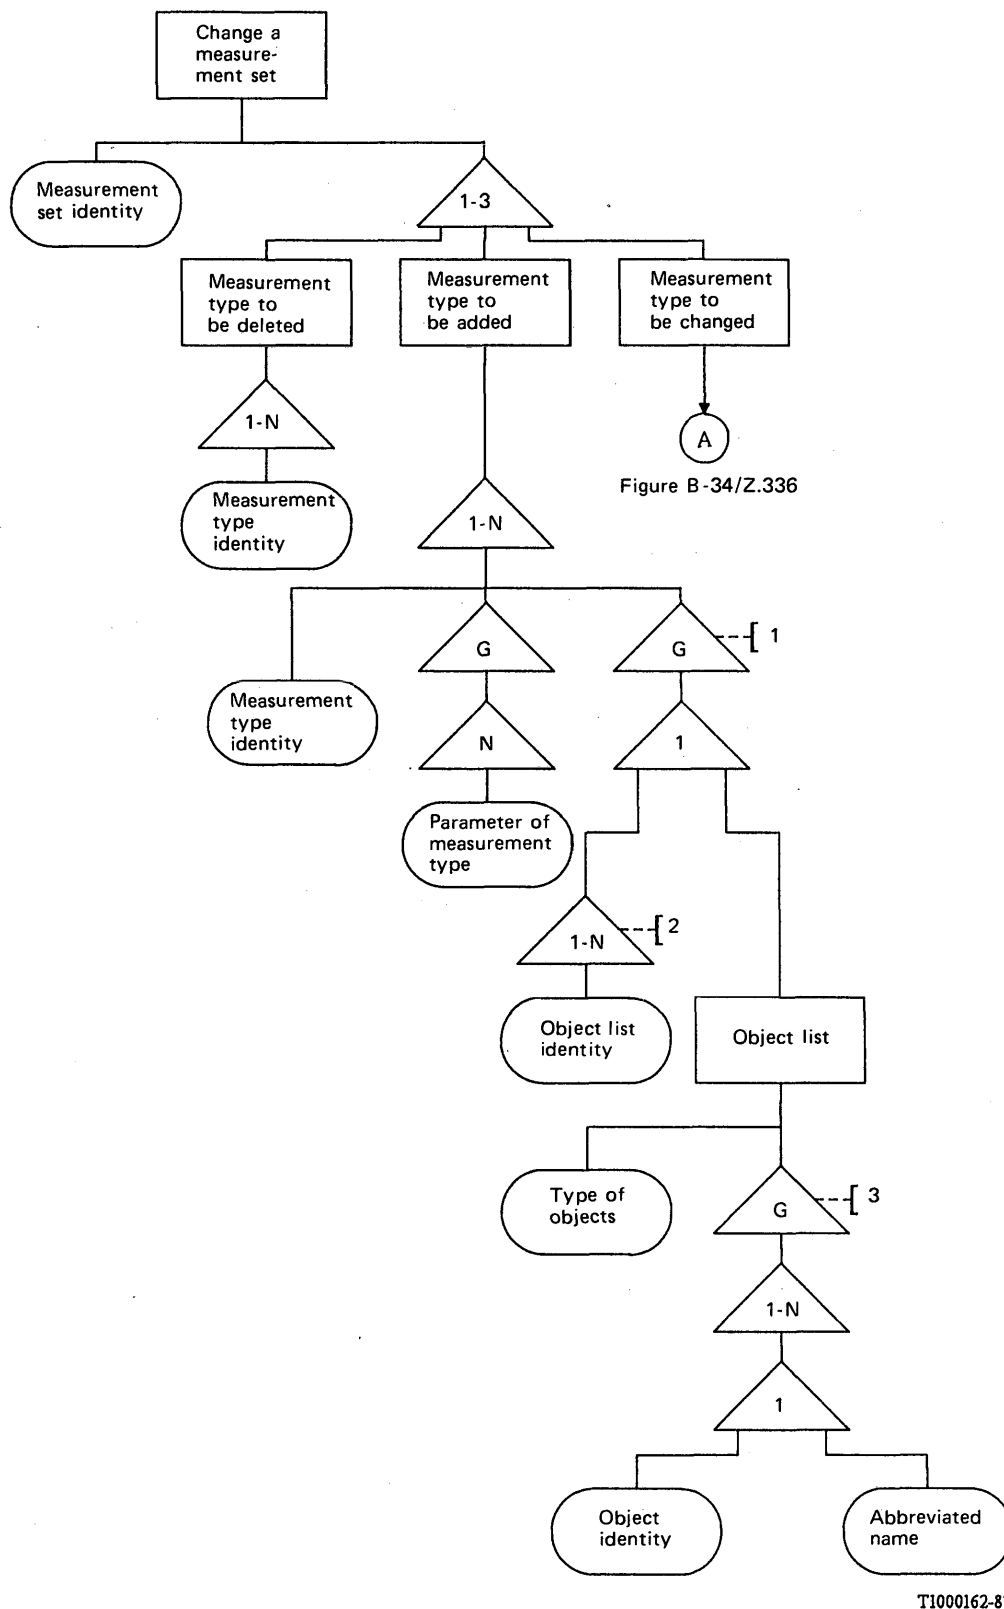 Change a
measure-
ment set
Measurement
set identity
1-3
Measurement
type to
be deleted
Measurement
type to
be added
Measurement
type to
be changed
1-N
A
Figure B-34/Z.336
Measurement
type
identity
1-N
G
G
1
Measurement
type
identity
N
1
Parameter of
measurement
type
1-N
2
Object list
identity
Object list
Type of
objects
G
3
1-N
1
Object
identity
Abbreviated
name
T1000162-8